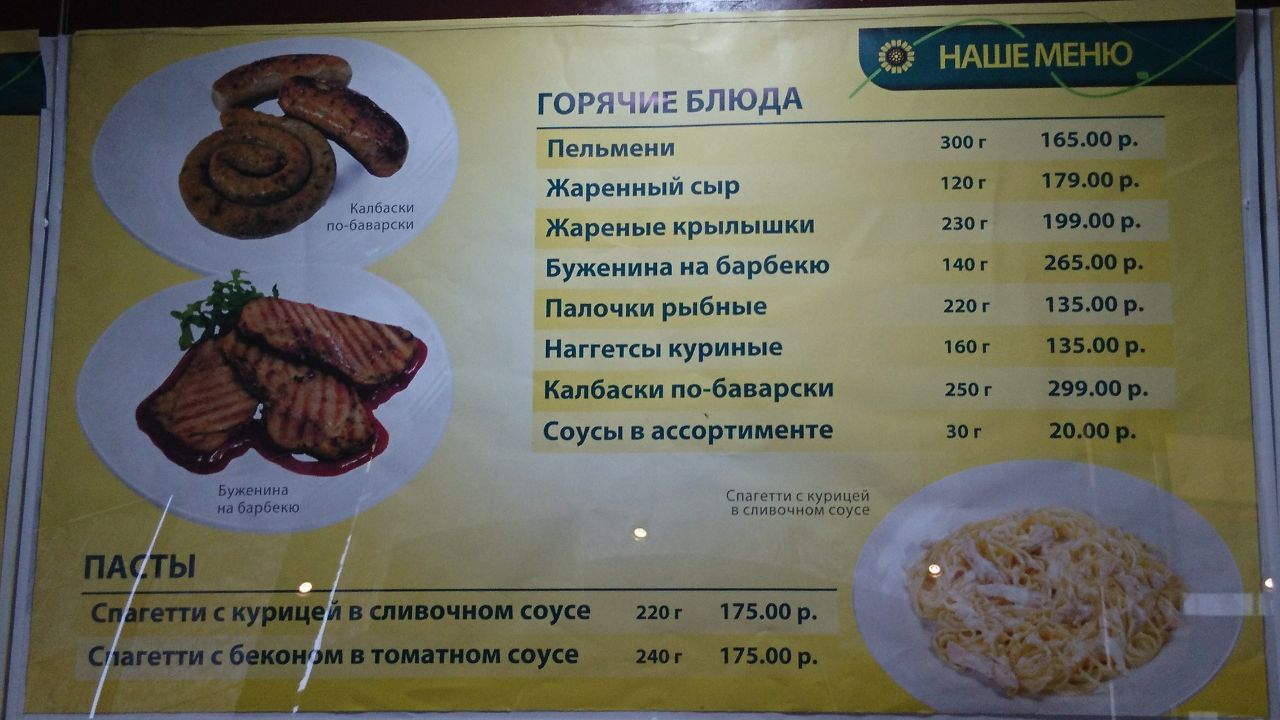 НАШЕ МЕНЮ
ГОРЯЧИЕ БЛЮДА
Пельмени 300 г 165.00 р.
Жаренный сыр 120 г 179.00 р.
Жареные крылышки 230 г 199.00 р.
Буженина на барбекю 140 г 265.00 р.
Палочки рыбные 220 г 135.00 р.
Наггетсы куриные 160 г 135.00 р.
Калбаски по-баварски 250 г 299.00 р.
Соусы в ассортименте 30 г 20.00 р.
Калбаски
по-баварски
Буженина
на барбекю
Спагетти с курицей
в сливочном соусе
ПАСТЫ
Спагетти с курицей в сливочном соусе 220 г 175.00 р.
Спагетти с беконом в томатном соусе 240 г 175.00 р.